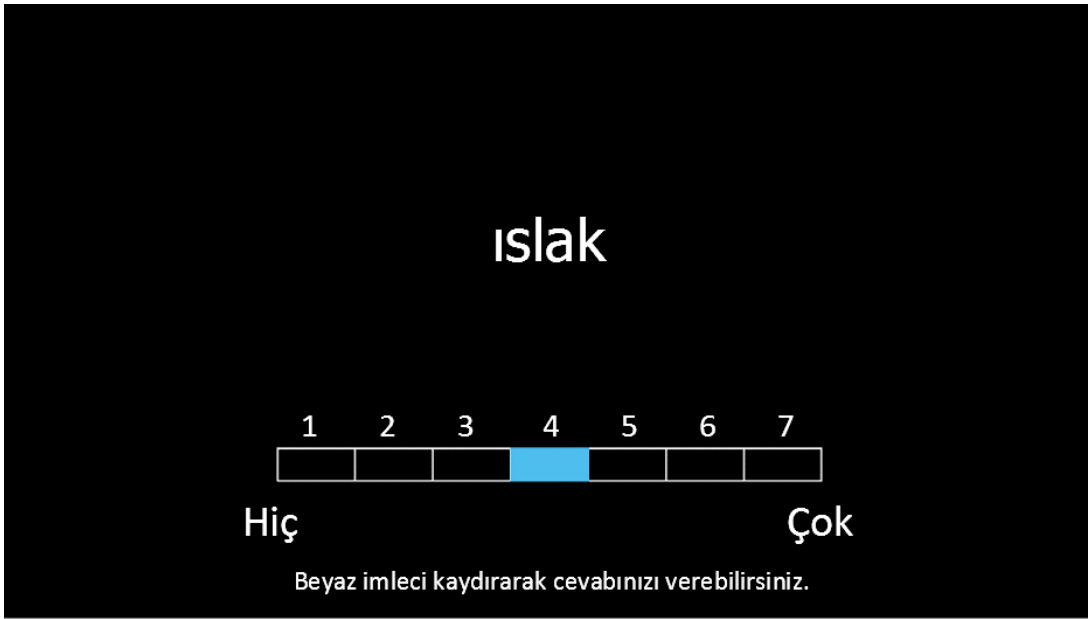 ıslak
1 2 3 4 5 6 7
Hiç Çok
Beyaz imleci kaydırarak cevabınızı verebilirsiniz.